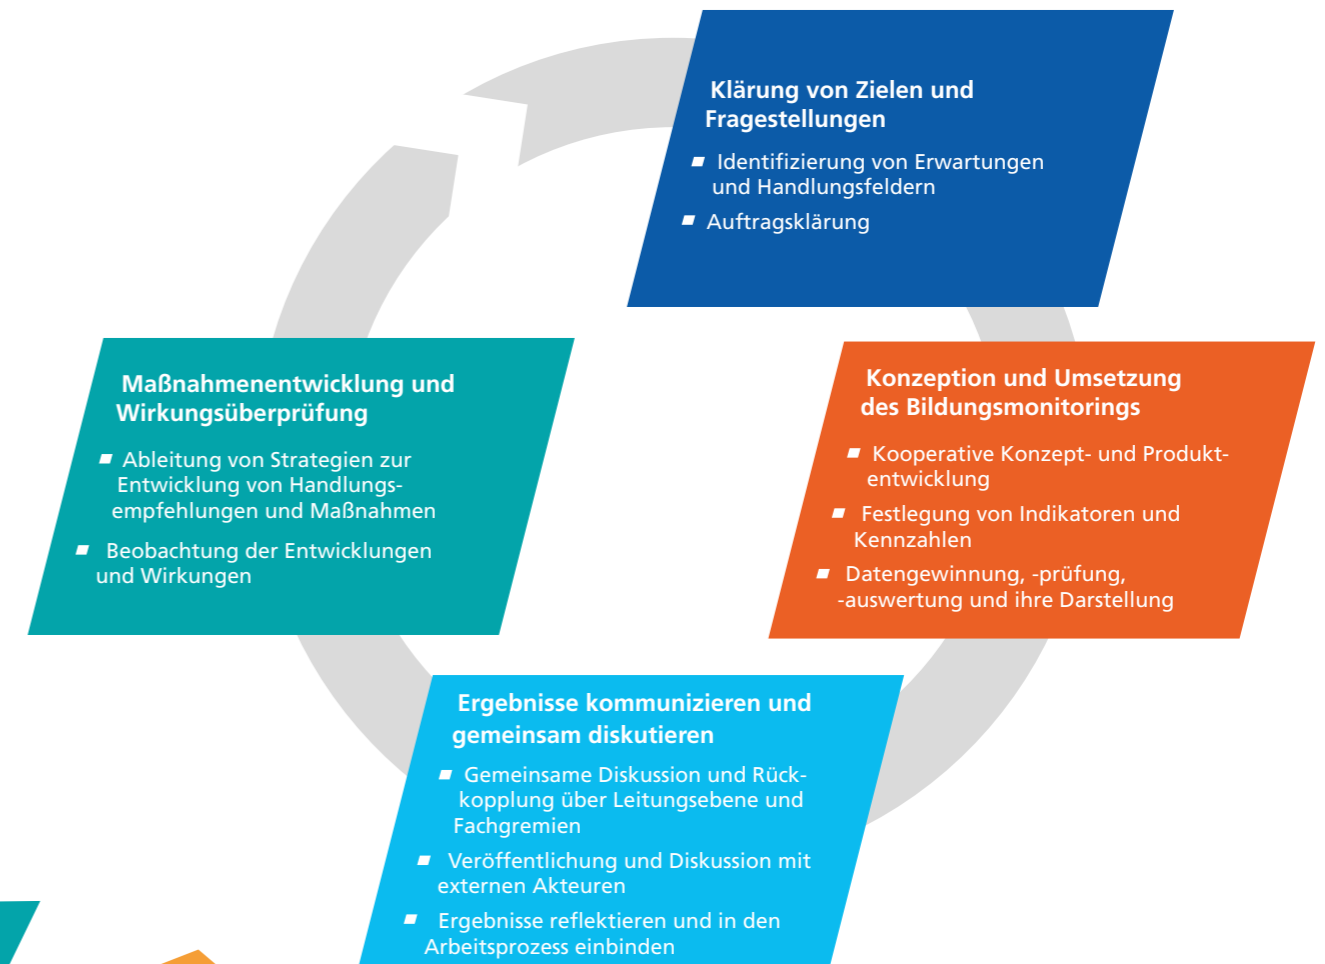 Klärung von Zielen und
Fragestellungen
Identifizierung von Erwartungen
und Handlungsfeldern
Auftragsklärung
Konzeption und Umsetzung
des Bildungsmonitorings
Kooperative Konzept- und Produkt-
entwicklung
Festlegung von Indikatoren und
Kennzahlen
Datengewinnung, -prüfung,
-auswertung und ihre Darstellung
Ergebnisse kommunizieren und
gemeinsam diskutieren
Gemeinsame Diskussion und Rück-
kopplung über Leitungsebene und
Fachgremien
Veröffentlichung und Diskussion mit
externen Akteuren
Ergebnisse reflektieren und in den
Arbeitsprozess einbinden
Maßnahmenentwicklung und
Wirkungsüberprüfung
Ableitung von Strategien zur
Entwicklung von Handlungs-
empfehlungen und Maßnahmen
Beobachtung der Entwicklungen
und Wirkungen